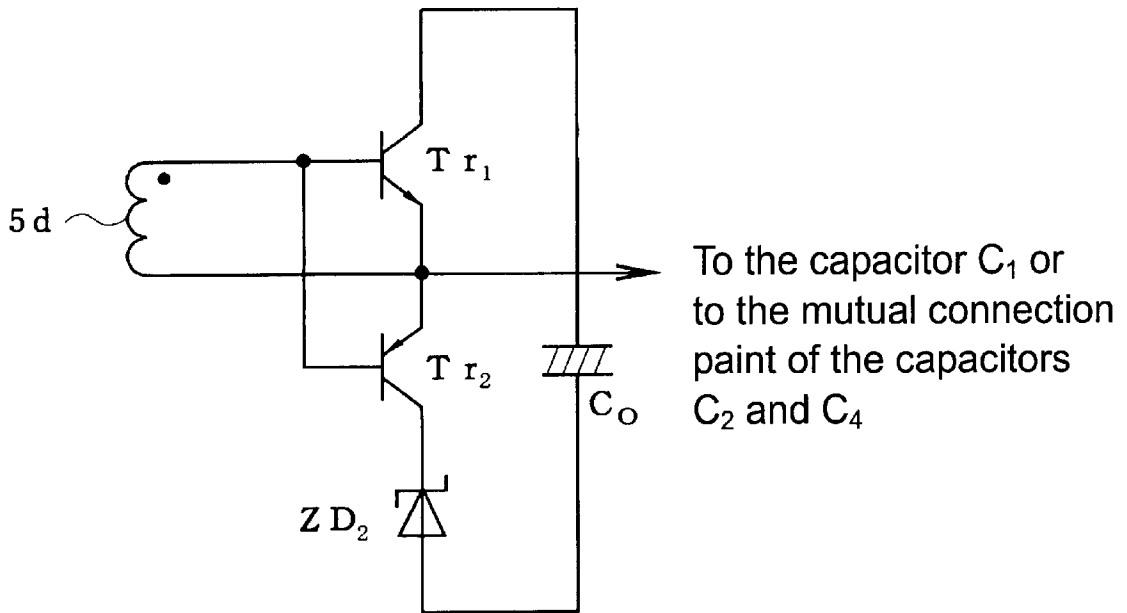 T r₁
5 d
To the capacitor C₁ or
to the mutual connection
paint of the capacitors
C₂ and C₄
T r₂
C₀
Z D₂